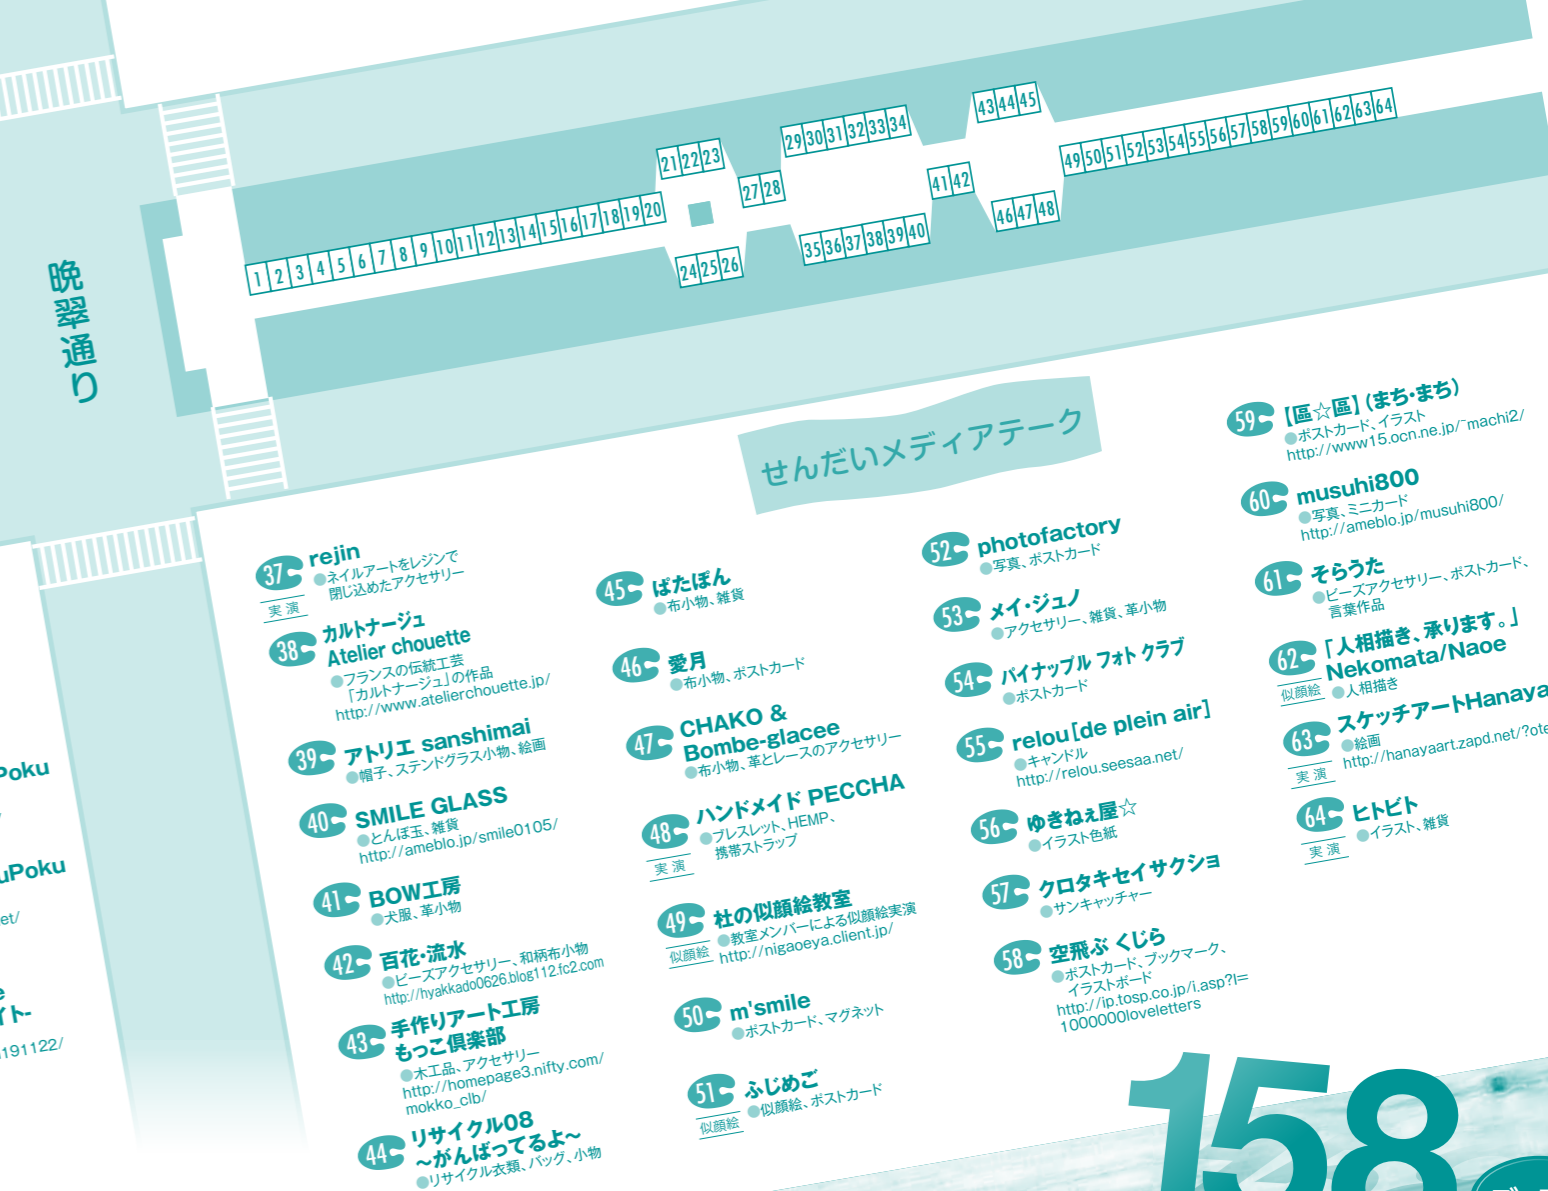 晩翠通り
1 2 3 4 5 6 7 8 9 10 11 12 13 14 15 16 17 18 19 20
21 22 23
24 25 26
27 28
29 30 31 32 33 34
35 36 37 38 39 40
41 42
43 44 45
46 47 48
49 50 51 52 53 54 55 56 57 58 59 60 61 62 63 64
せんだいメディアテーク
Poku
uPoku
et/
e
イト-
191122/
37 rejin
●ネイルアートをレジンで
閉じ込めたアクセサリー
実演
38 カルトナージュ
Atelier chouette
●フランスの伝統工芸
「カルトナージュ」の作品
http://www.atelierchouette.jp/
39 アトリエ sanshimai
●帽子、ステンドグラス小物、絵画
40 SMILE GLASS
●とんぼ玉、雑貨
http://ameblo.jp/smile0105/
41 BOW工房
●犬服、革小物
42 百花・流水
●ビーズアクセサリー、和柄布小物
http://hyakkado0626.blog112.fc2.com
43 手作りアート工房
もっこ倶楽部
●木工品、アクセサリー
http://homepage3.nifty.com/
mokko_clb/
44 リサイクル08
〜がんばってるよ〜
●リサイクル衣類、バッグ、小物
45 ぱたぽん
●布小物、雑貨
46 愛月
●布小物、ポストカード
47 CHAKO &
Bombe-glacee
●布小物、革とレースのアクセサリー
48 ハンドメイド PECCHA
●ブレスレット、HEMP、
携帯ストラップ
実演
49 杜の似顔絵教室
●教室メンバーによる似顔絵実演
http://nigaoeya.client.jp/
似顔絵
50 m'smile
●ポストカード、マグネット
51 ふじめご
●似顔絵、ポストカード
似顔絵
52 photofactory
●写真、ポストカード
53 メイ・ジュノ
●アクセサリー、雑貨、革小物
54 パイナップル フォト クラブ
●ポストカード
55 relou[de plein air]
●キャンドル
http://relou.seesaa.net/
56 ゆきねぇ屋☆
●イラスト色紙
57 クロタキセイサクショ
●サンキャッチャー
58 空飛ぶ くじら
●ポストカード、ブックマーク、
イラストボード
http://ip.tosp.co.jp/i.asp?I=
1000000loveletters
59 【區☆區】(まち・まち)
●ポストカード、イラスト
http://www15.ocn.ne.jp/~machi2/
60 musuhi800
●写真、ミニカード
http://ameblo.jp/musuhi800/
61 そらうた
●ビーズアクセサリー、ポストカード、
言葉作品
62 「人相描き、承ります。」
Nekomata/Naoe
●人相描き
似顔絵
63 スケッチアートHanaya
●絵画
http://hanayaart.zapd.net/?ote
実演
64 ヒトビト
●イラスト、雑貨
実演
158